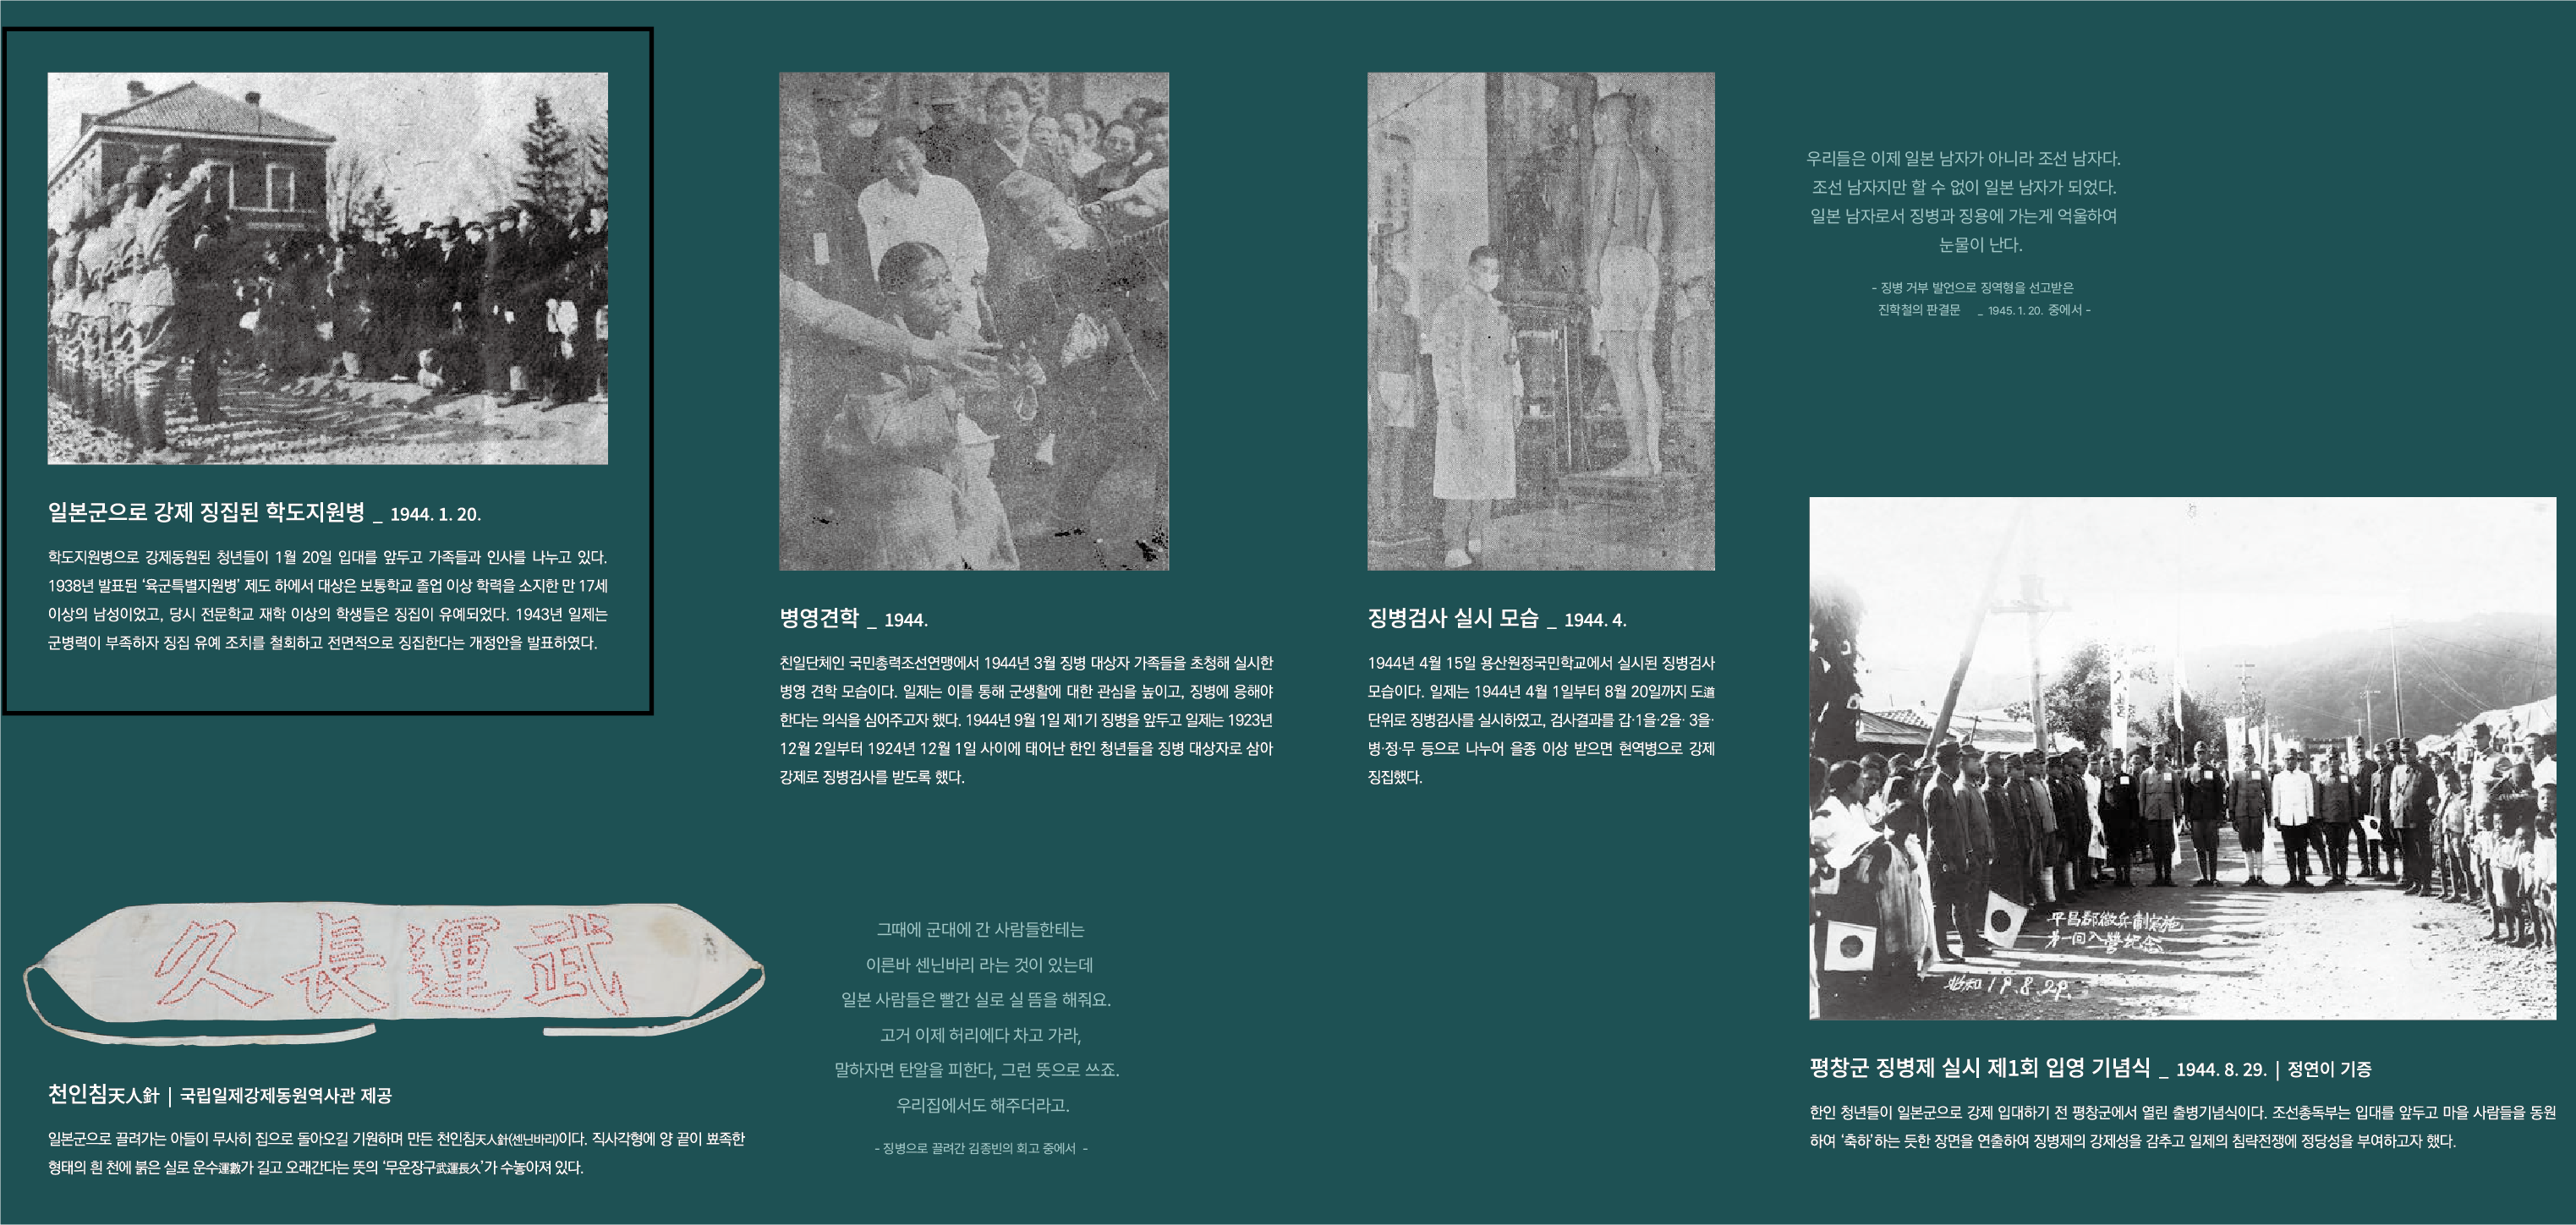 일본군으로 강제 징집된 학도지원병 _ 1944. 1. 20.
학도지원병으로 강제동원된 청년들이 1월 20일 입대를 앞두고 가족들과 인사를 나누고 있다.
1938년 발표된 ‘육군특별지원병’ 제도 하에서 대상은 보통학교 졸업 이상 학력을 소지한 만 17세
이상의 남성이었고, 당시 전문학교 재학 이상의 학생들은 징집이 유예되었다. 1943년 일제는
군병력이 부족하자 징집 유예 조치를 철회하고 전면적으로 징집한다는 개정안을 발표하였다.
久長運武
천인침天人針 | 국립일제강제동원역사관 제공
일본군으로 끌려가는 아들이 무사히 집으로 돌아오길 기원하며 만든 천인침天人針(센닌바리)이다. 직사각형에 양 끝이 뾰족한
형태의 흰 천에 붉은 실로 운수運數가 길고 오래간다는 뜻의 ‘무운장구武運長久’가 수놓아져 있다.
병영견학 _ 1944.
친일단체인 국민총력조선연맹에서 1944년 3월 징병 대상자 가족들을 초청해 실시한
병영 견학 모습이다. 일제는 이를 통해 군생활에 대한 관심을 높이고, 징병에 응해야
한다는 의식을 심어주고자 했다. 1944년 9월 1일 제1기 징병을 앞두고 일제는 1923년
12월 2일부터 1924년 12월 1일 사이에 태어난 한인 청년들을 징병 대상자로 삼아
강제로 징병검사를 받도록 했다.
그때에 군대에 간 사람들한테는
이른바 센닌바리 라는 것이 있는데
일본 사람들은 빨간 실로 실 뜸을 해줘요.
고거 이제 허리에다 차고 가라,
말하자면 탄알을 피한다, 그런 뜻으로 쓰죠.
우리집에서도 해주더라고.
- 징병으로 끌려간 김종빈의 회고 중에서 -
징병검사 실시 모습 _ 1944. 4.
1944년 4월 15일 용산원정국민학교에서 실시된 징병검사
모습이다. 일제는 1944년 4월 1일부터 8월 20일까지 도道
단위로 징병검사를 실시하였고, 검사결과를 갑·1을·2을· 3을·
병·정·무 등으로 나누어 을종 이상 받으면 현역병으로 강제
징집했다.
우리들은 이제 일본 남자가 아니라 조선 남자다.
조선 남자지만 할 수 없이 일본 남자가 되었다.
일본 남자로서 징병과 징용에 가는게 억울하여
눈물이 난다.
- 징병 거부 발언으로 징역형을 선고받은
진학철의 판결문 _ 1945. 1. 20. 중에서 -
平昌郡徵兵制実施
第一回入營紀念
昭和19.8.29.
평창군 징병제 실시 제1회 입영 기념식 _ 1944. 8. 29. | 정연이 기증
한인 청년들이 일본군으로 강제 입대하기 전 평창군에서 열린 출병기념식이다. 조선총독부는 입대를 앞두고 마을 사람들을 동원
하여 ‘축하’하는 듯한 장면을 연출하여 징병제의 강제성을 감추고 일제의 침략전쟁에 정당성을 부여하고자 했다.